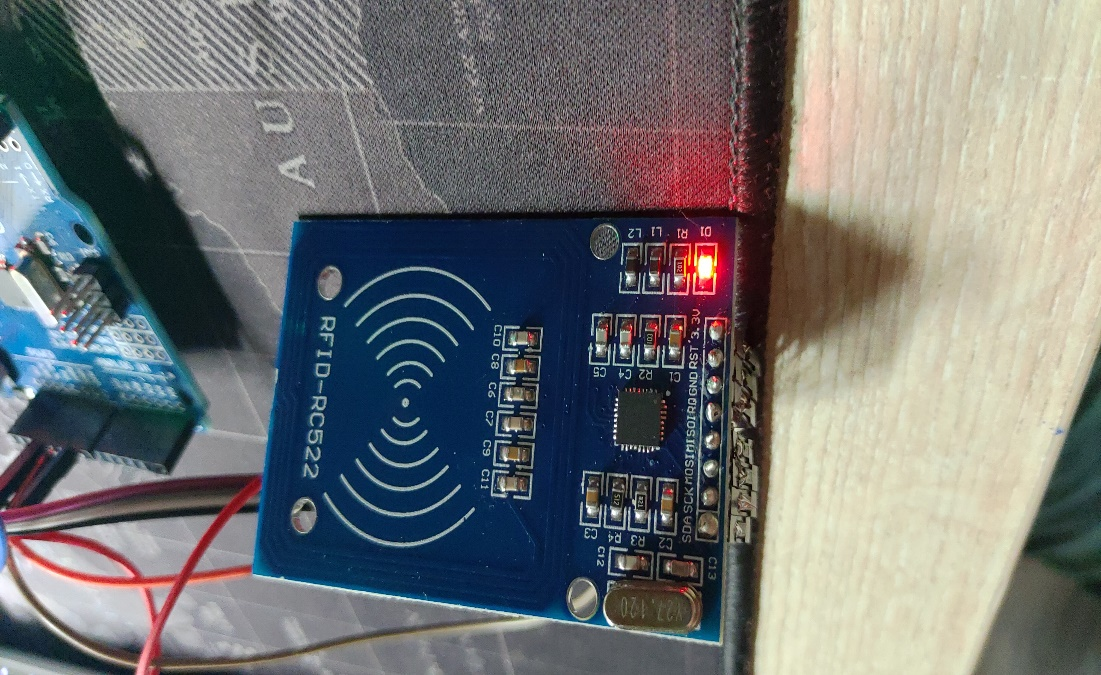 A U S
RFID-RC522
C10
C8
C6
C7
C9
C11
L2
L1
R1
D1
C5
C4
R2
C1
3.3V
RST
GND
IRQ
MISO
MOSI
SCK
SDA
C3
R4
R3
C2
C12
C13
Y27.120